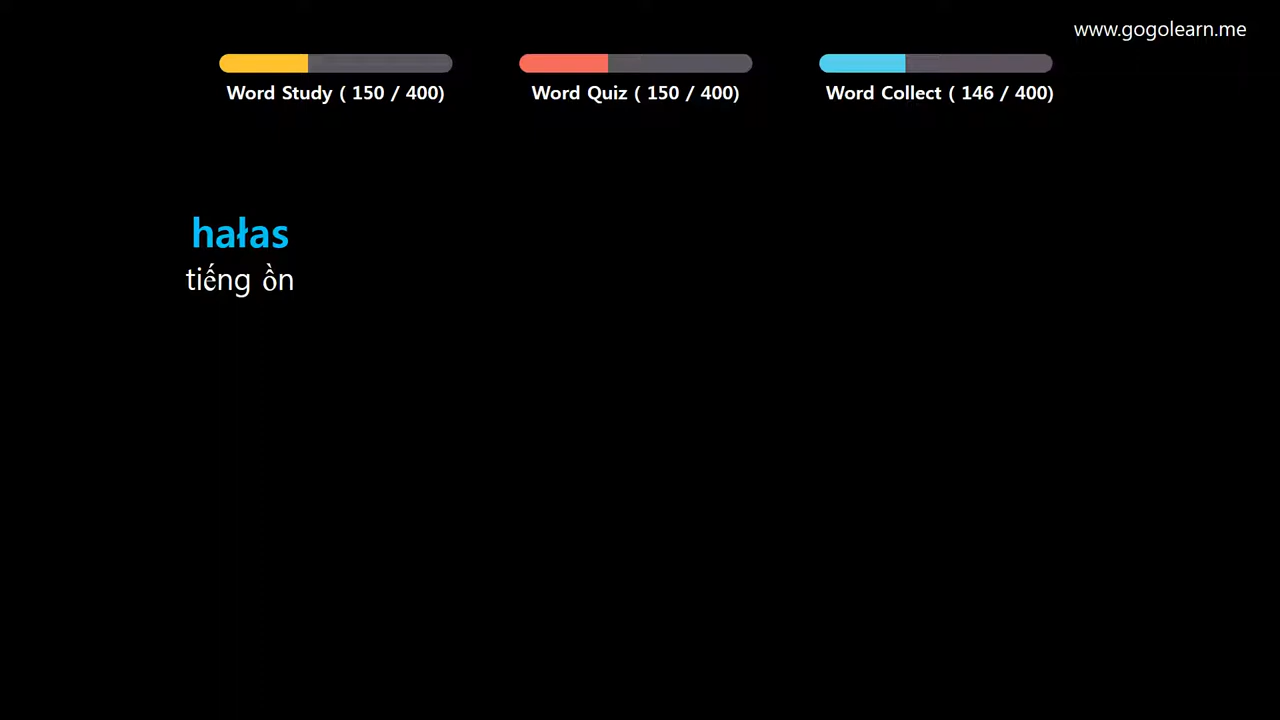 www.gogolearn.me
Word Study ( 150 / 400)
Word Quiz ( 150 / 400)
Word Collect ( 146 / 400)
hałas
tiếng ồn